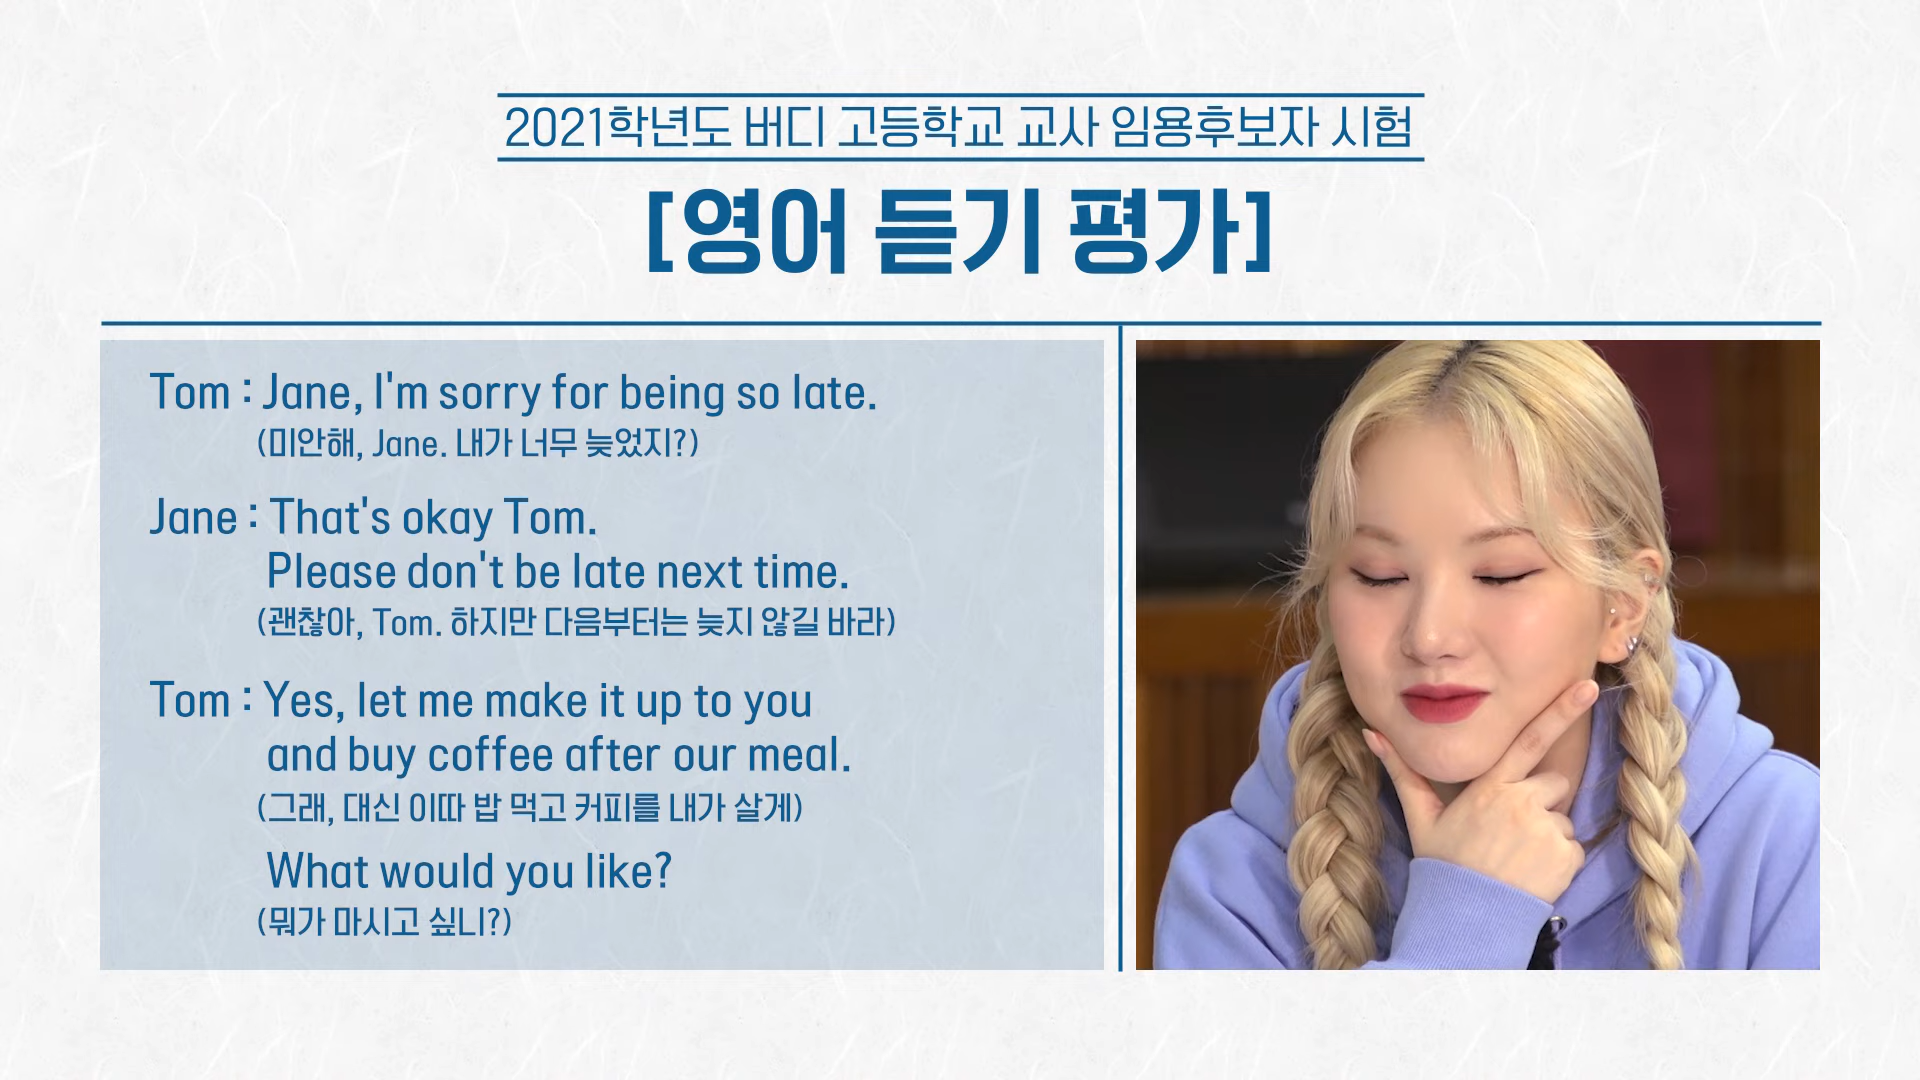 2021학년도 버디 고등학교 교사 임용후보자 시험
[영어 듣기 평가]
Tom : Jane, I'm sorry for being so late.
(미안해, Jane. 내가 너무 늦었지?)
Jane : That's okay Tom.
Please don't be late next time.
(괜찮아, Tom. 하지만 다음부터는 늦지 않길 바라)
Tom : Yes, let me make it up to you
and buy coffee after our meal.
(그래, 대신 이따 밥 먹고 커피를 내가 살게)
What would you like?
(뭐가 마시고 싶니?)